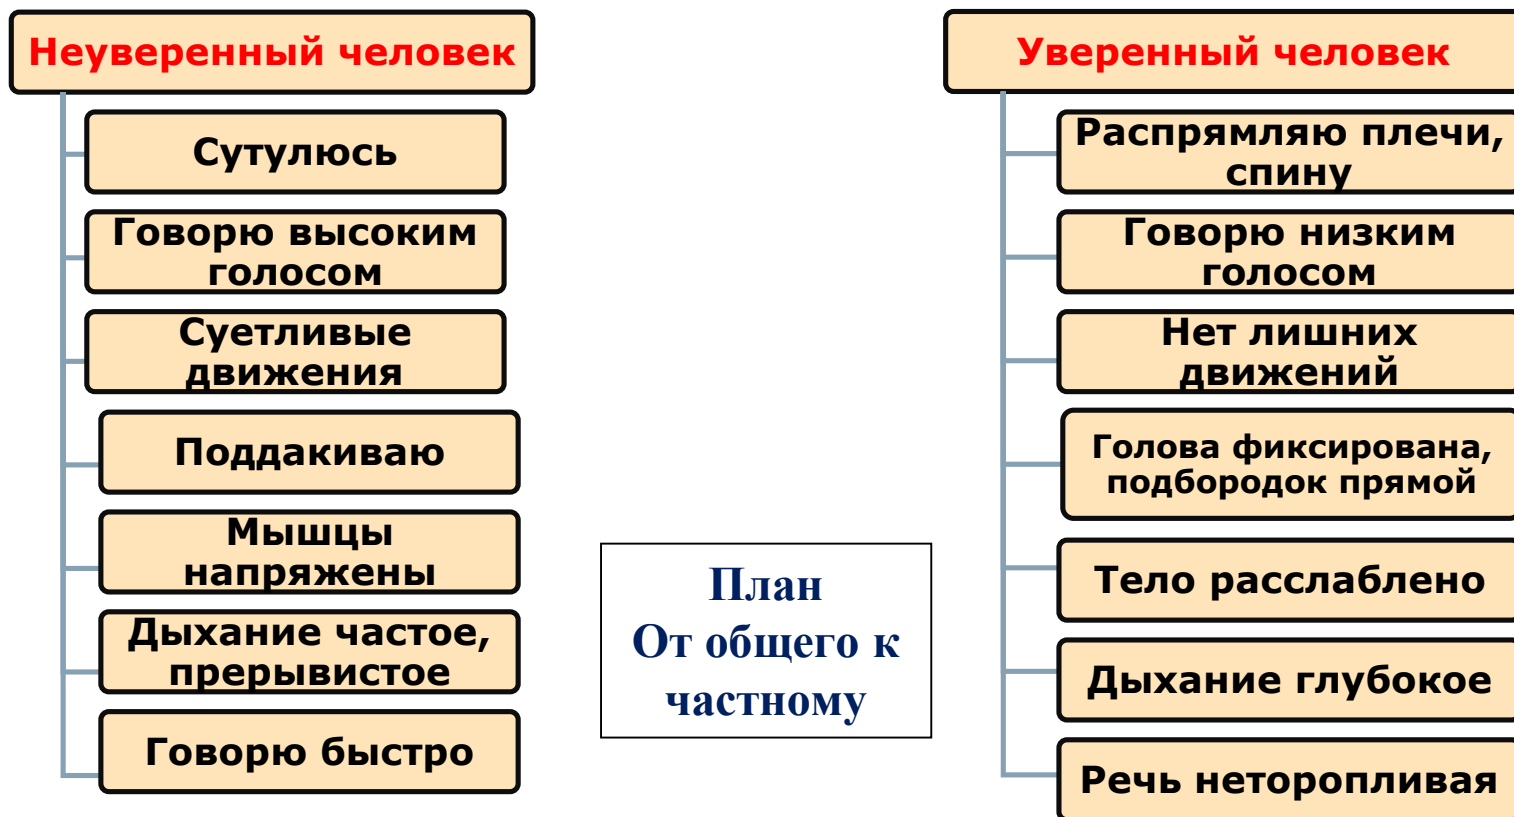 Неуверенный человек
Сутулюсь
Говорю высоким
голосом
Суетливые
движения
Поддакиваю
Мышцы
напряжены
Дыхание частое,
прерывистое
Говорю быстро
План
От общего к
частному
Уверенный человек
Распрямляю плечи,
спину
Говорю низким
голосом
Нет лишних
движений
Голова фиксирована,
подбородок прямой
Тело расслаблено
Дыхание глубокое
Речь неторопливая